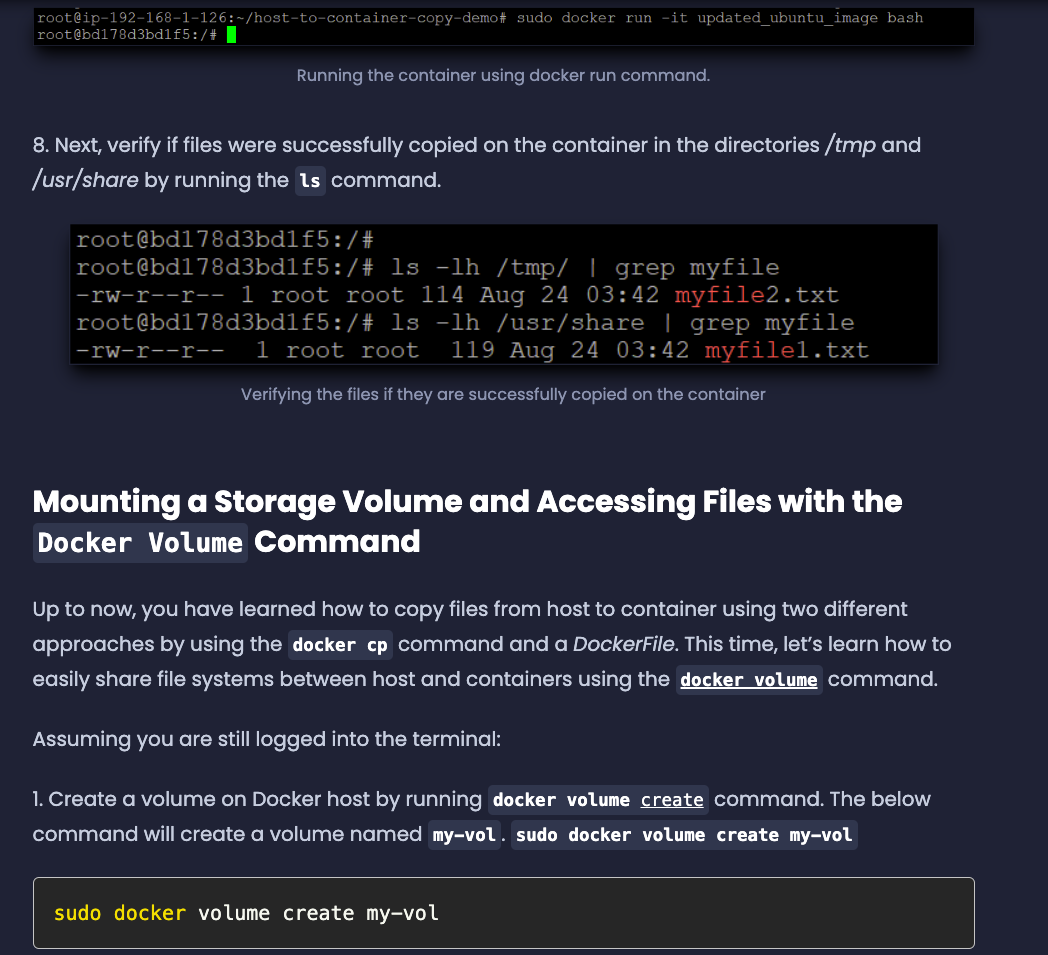 root@ip-192-168-1-126:~/host-to-container-copy-demo# sudo docker run -it updated_ubuntu_image bash
root@bd178d3bd1f5:/#
Running the container using docker run command.
8. Next, verify if files were successfully copied on the container in the directories /tmp and
/usr/share by running the ls command.
root@bd178d3bd1f5:/#
root@bd178d3bd1f5:/# ls -lh /tmp/ | grep myfile
-rw-r--r-- 1 root root 114 Aug 24 03:42 myfile2.txt
root@bd178d3bd1f5:/# ls -lh /usr/share | grep myfile
-rw-r--r--  1 root root  119 Aug 24 03:42 myfile1.txt
Verifying the files if they are successfully copied on the container
Mounting a Storage Volume and Accessing Files with the
Docker Volume Command
Up to now, you have learned how to copy files from host to container using two different
approaches by using the docker cp command and a DockerFile. This time, let’s learn how to
easily share file systems between host and containers using the docker volume command.
Assuming you are still logged into the terminal:
1. Create a volume on Docker host by running docker volume create command. The below
command will create a volume named my-vol. sudo docker volume create my-vol
sudo docker volume create my-vol